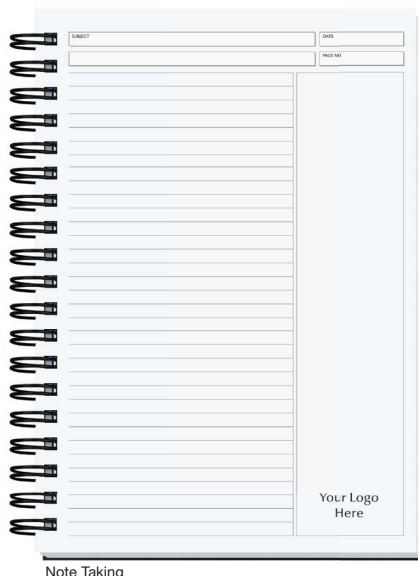 SUBJECT
DATE
PAGE NO.
Your Logo
Here
Note Taking